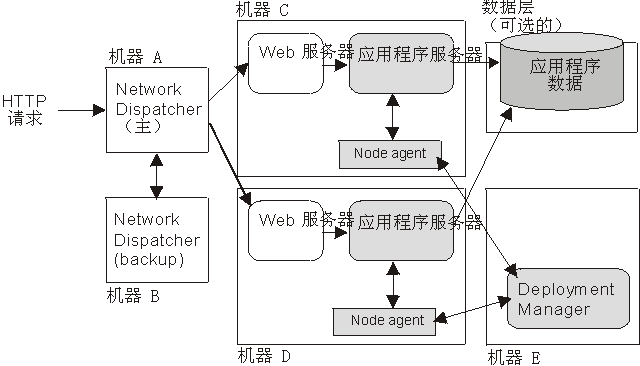 机器 C
数据层
（可选的）
机器 A
Web 服务器
应用程序服务器
应用程序
数据
HTTP
请求
Network
Dispatcher
（主）
Node agent
Network
Dispatcher
(backup)
机器 B
Web 服务器
应用程序服务器
Deployment
Manager
Node agent
机器 D
机器 E